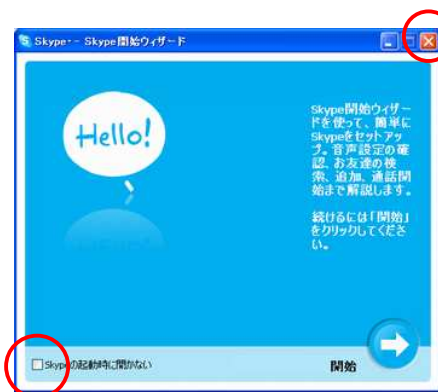 Skype™ - Skype開始ウィザード
Hello!
Skype開始ウィザー
ドを使って、簡単に
Skypeをセットアッ
プ。音声設定の確
認、お友達の検
索、追加、通話開
始まで解説します。
続けるには「開始」
をクリックしてくださ
い。
Skypeの起動時に開かない
開始